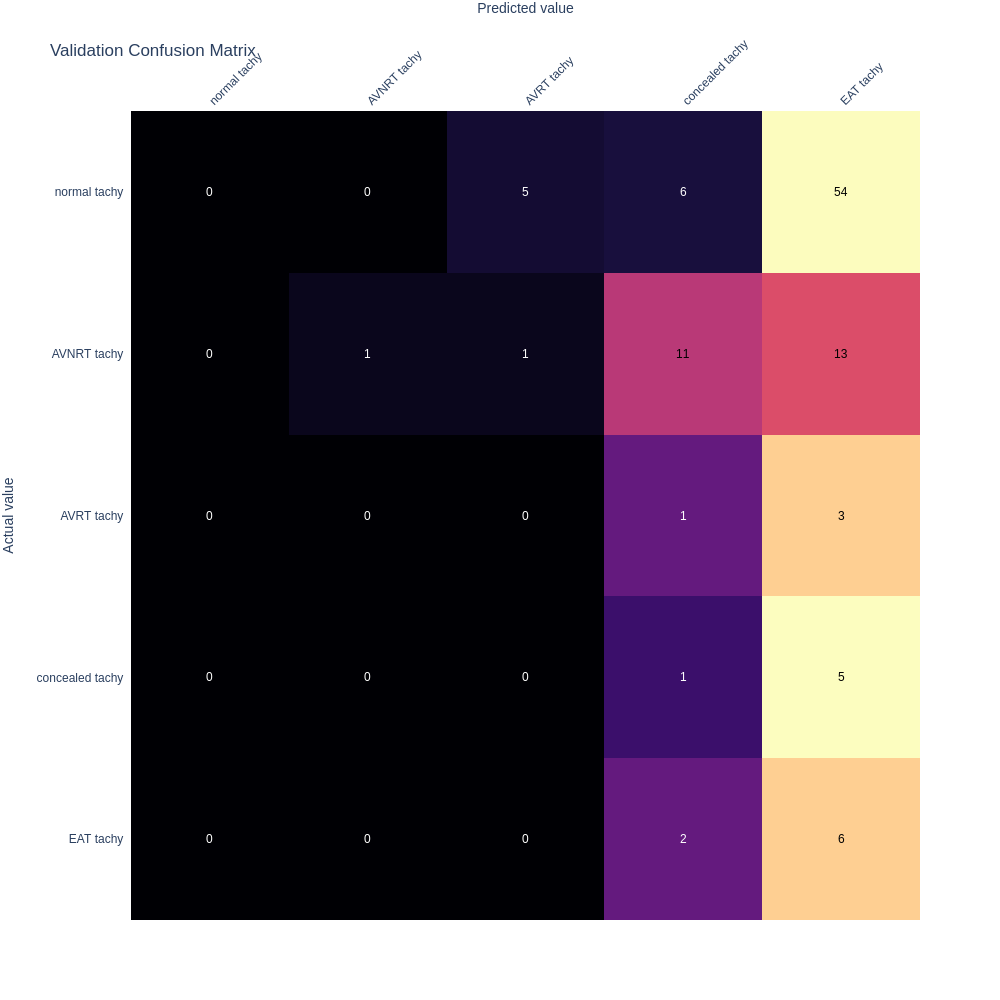 Predicted value
Validation Confusion Matrix
normal tachy AVNRT tachy AVRT tachy concealed tachy EAT tachy
normal tachy 0 0 5 6 54
AVNRT tachy 0 1 1 11 13
AVRT tachy 0 0 0 1 3
Actual value
concealed tachy 0 0 0 1 5
EAT tachy 0 0 0 2 6